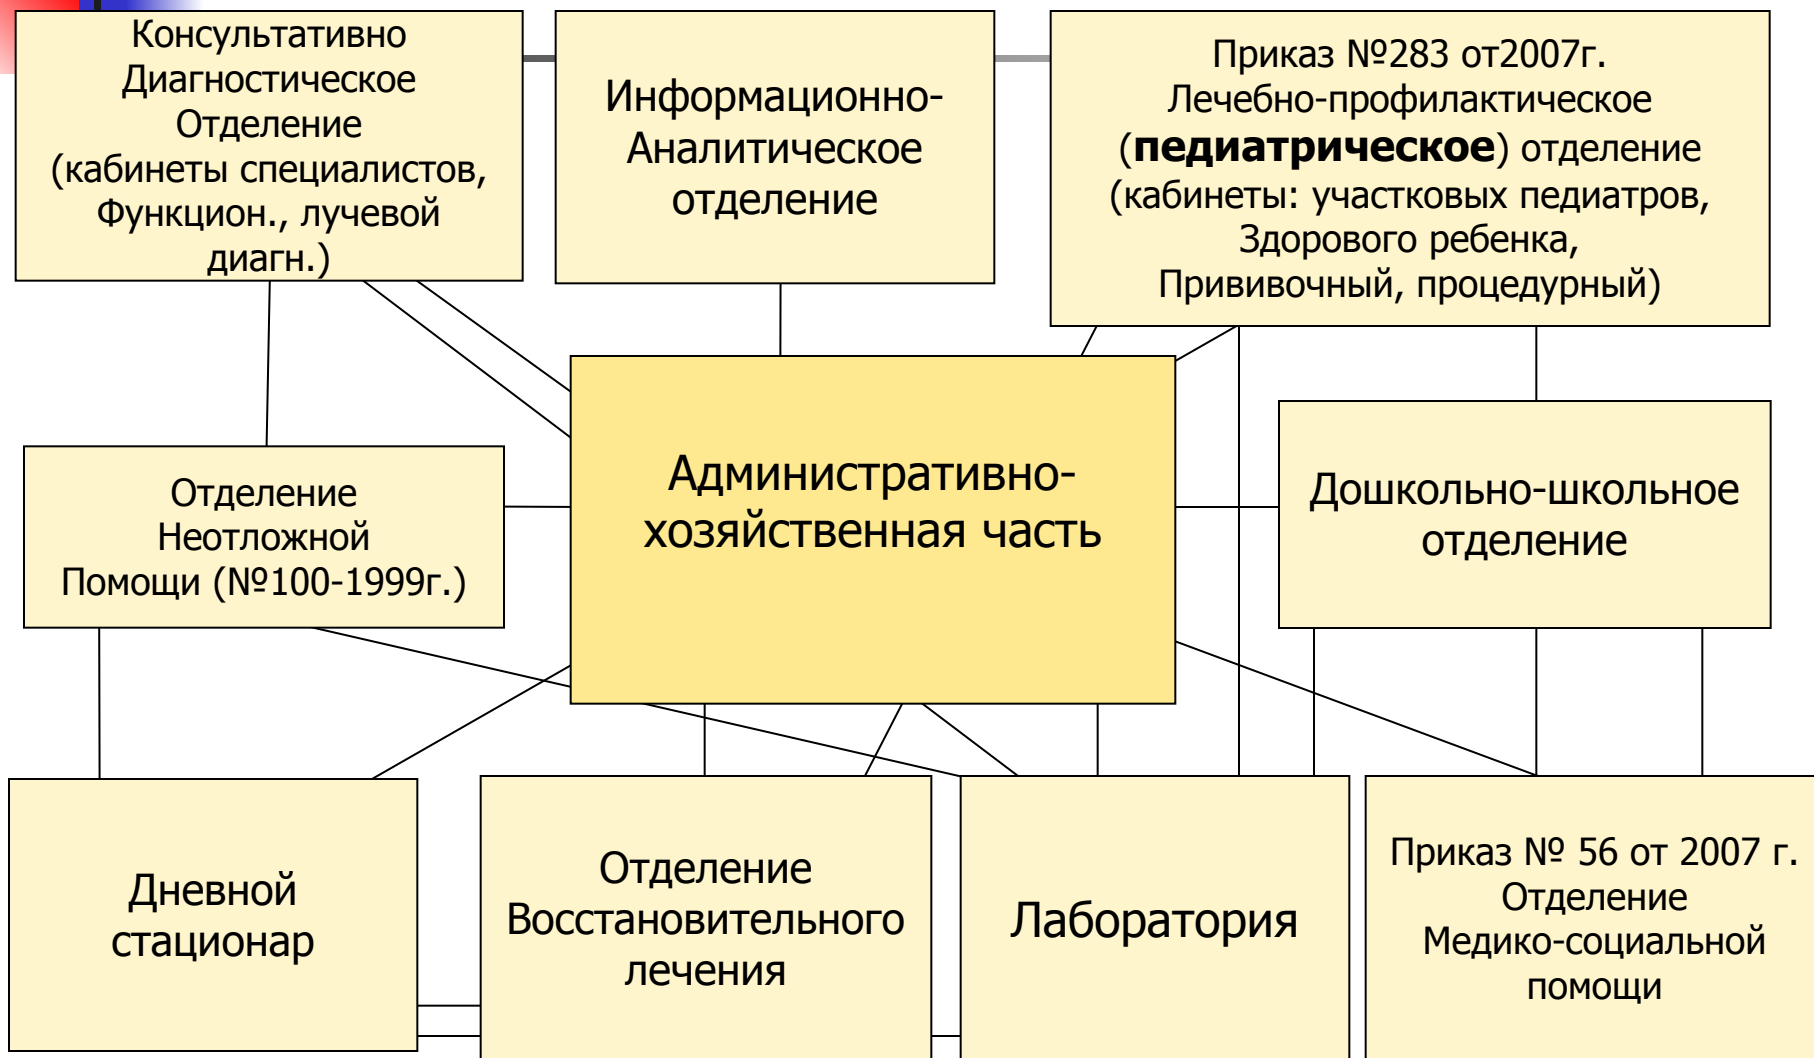 Консультативно
Диагностическое
Отделение
(кабинеты специалистов,
Функцион., лучевой
диагн.)
Информационно-
Аналитическое
отделение
Приказ №283 от2007г.
Лечебно-профилактическое
(педиатрическое) отделение
(кабинеты: участковых педиатров,
Здорового ребенка,
Прививочный, процедурный)
Отделение
Неотложной
Помощи (№100-1999г.)
Административно-
хозяйственная часть
Дошкольно-школьное
отделение
Дневной
стационар
Отделение
Восстановительного
лечения
Лаборатория
Приказ № 56 от 2007 г.
Отделение
Медико-социальной
помощи